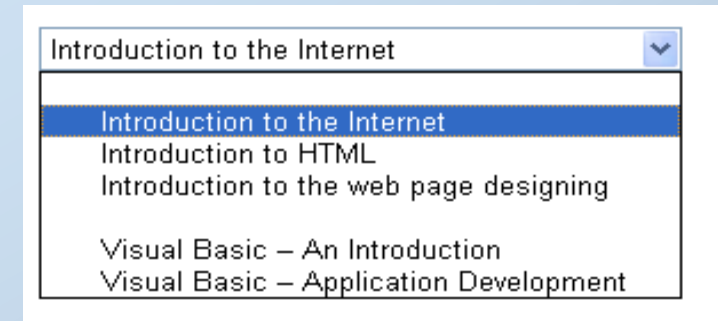 Introduction to the Internet
Introduction to the Internet
Introduction to HTML
Introduction to the web page designing
Visual Basic – An Introduction
Visual Basic – Application Development